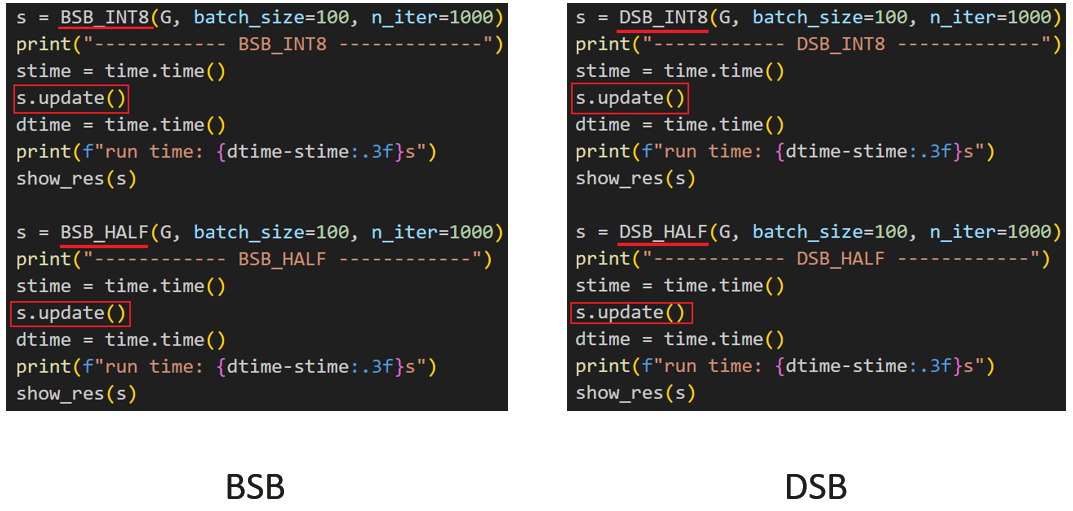 s = BSB_INT8(G, batch_size=100, n_iter=1000)
print("------------ BSB_INT8 -------------")
stime = time.time()
s.update()
dtime = time.time()
print(f"run time: {dtime-stime:.3f}s")
show_res(s)

s = BSB_HALF(G, batch_size=100, n_iter=1000)
print("------------ BSB_HALF ------------")
stime = time.time()
s.update()
dtime = time.time()
print(f"run time: {dtime-stime:.3f}s")
show_res(s)

BSB

s = DSB_INT8(G, batch_size=100, n_iter=1000)
print("------------ DSB_INT8 -------------")
stime = time.time()
s.update()
dtime = time.time()
print(f"run time: {dtime-stime:.3f}s")
show_res(s)

s = DSB_HALF(G, batch_size=100, n_iter=1000)
print("------------ DSB_HALF ------------")
stime = time.time()
s.update()
dtime = time.time()
print(f"run time: {dtime-stime:.3f}s")
show_res(s)

DSB